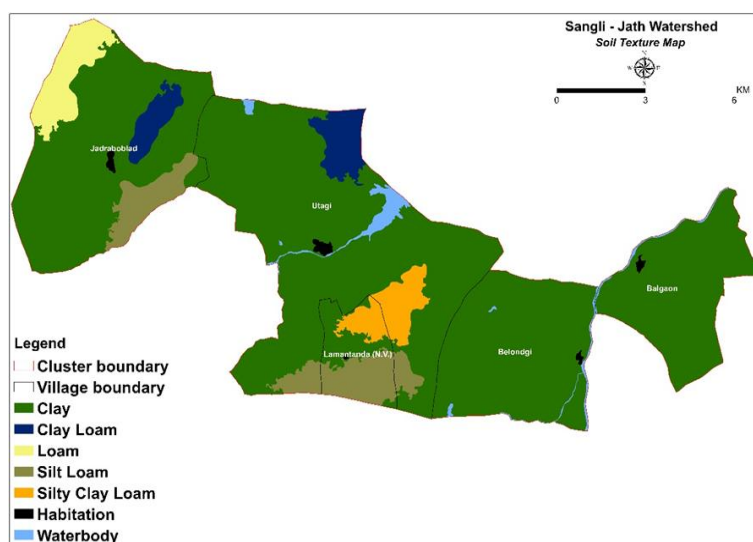 Sangli - Jath Watershed
Soil Texture Map
0 3 6
KM
Jadraboblad
Utagi
Balgaon
Lamantanda (N.V.)
Belondgi
Legend
Cluster boundary
Village boundary
Clay
Clay Loam
Loam
Silt Loam
Silty Clay Loam
Habitation
Waterbody